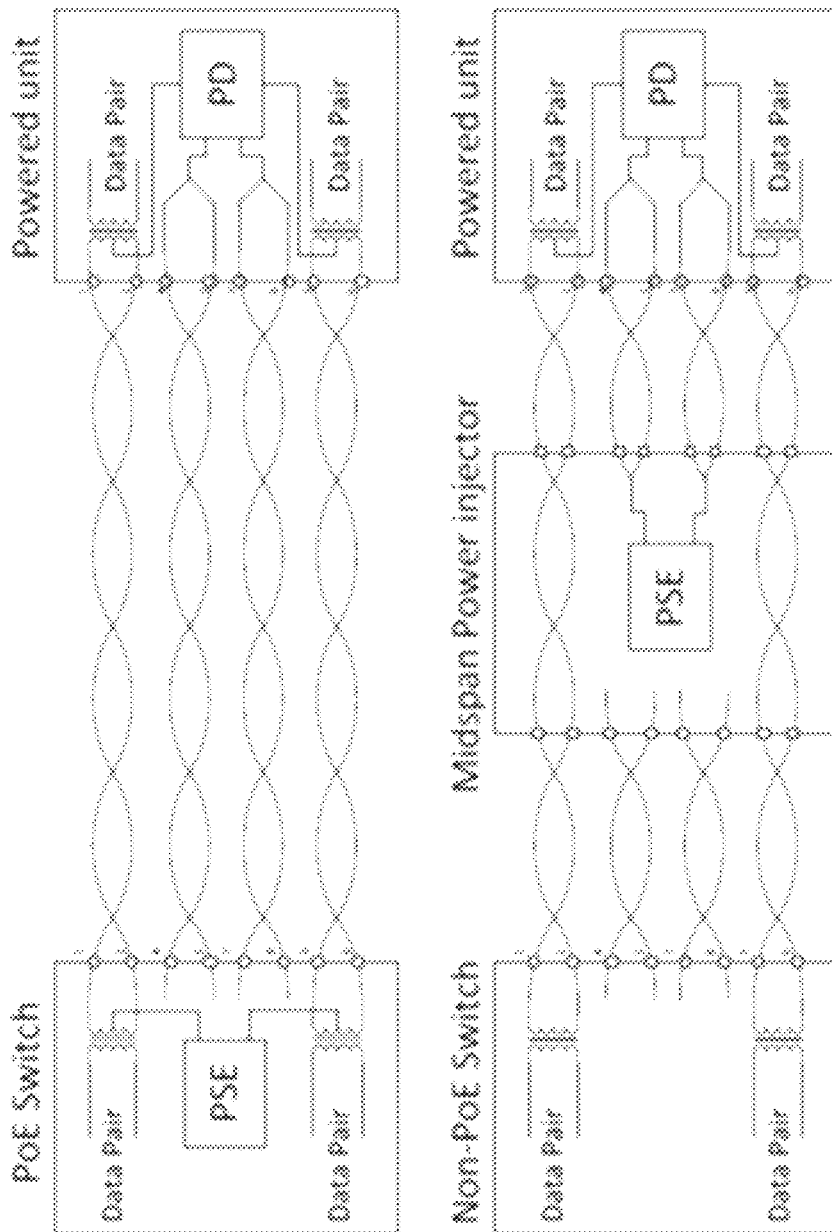 PoE Switch
Data Pair
PSE
Data Pair
Powered unit
Data Pair
PD
Data Pair
Non-PoE Switch
Data Pair
Data Pair
Midspan Power injector
PSE
Powered unit
Data Pair
PD
Data Pair